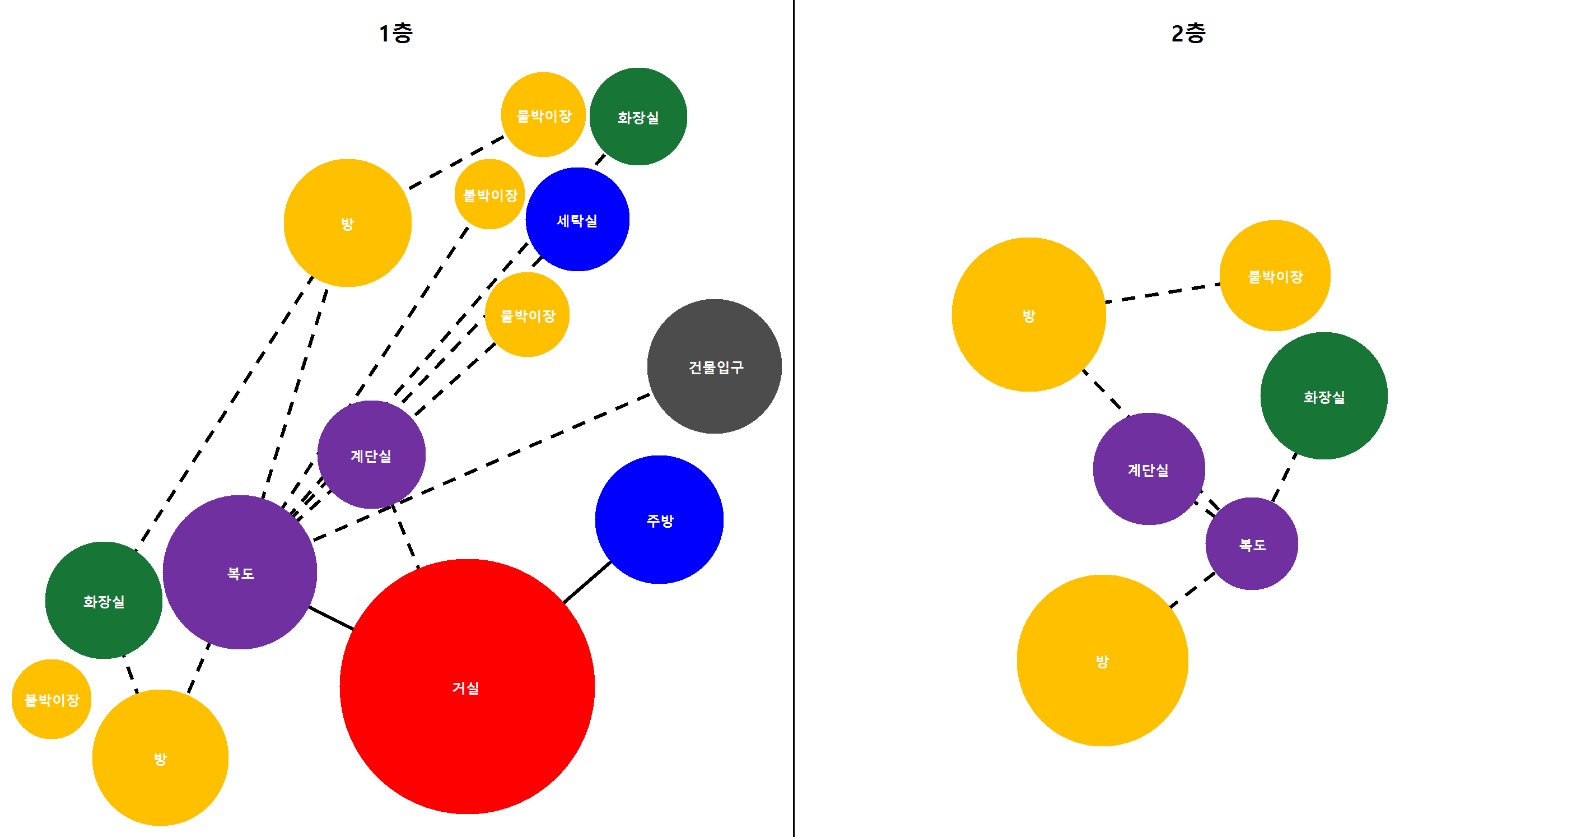 1층
붙박이장
화장실
붙박이장
세탁실
방
붙박이장
건물입구
계단실
주방
복도
화장실
거실
붙박이장
방
2층
붙박이장
방
화장실
계단실
복도
방